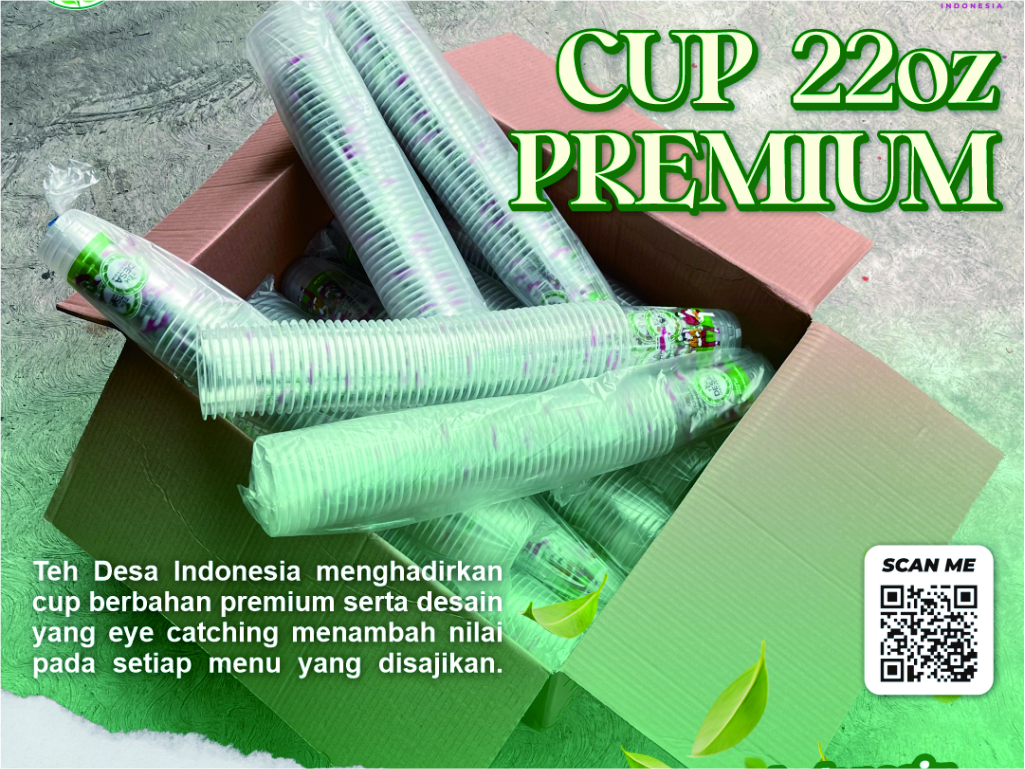 INDONESIA
CUP 22oz
PREMIUM
Teh Desa Indonesia menghadirkan
cup berbahan premium serta desain
yang eye catching menambah nilai
pada setiap menu yang disajikan.
SCAN ME